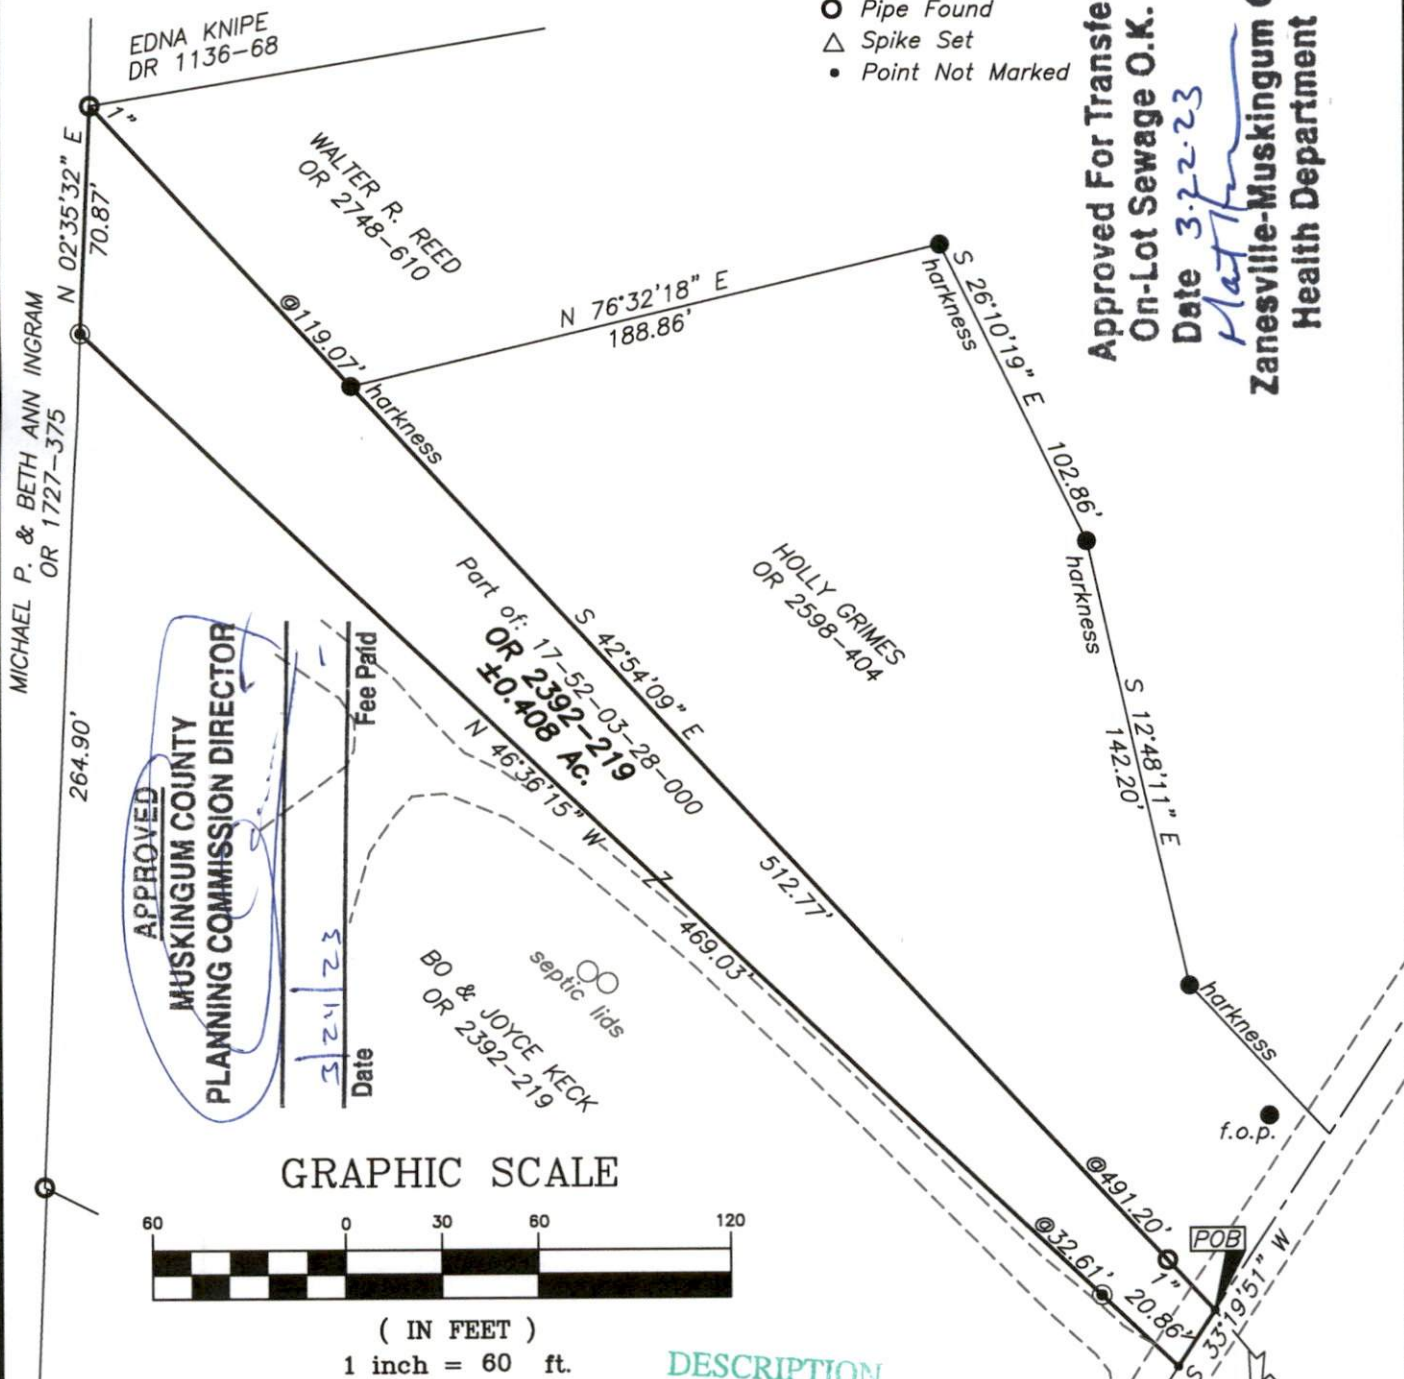 EDNA KNIPE
DR 1136-68
Pipe Found
Spike Set
Point Not Marked
Approved For Transfe
On-Lot Sewage O.K.
Date 3.22.23
Zanesville-Muskingum
Health Department
1"
N 02°35'32" E
70.87'
WALTER R. REED
OR 2748-610
@119.07'
harkness
N 76°32'18" E
188.86'
harkness
S 26°10'19" E
102.86'
harkness
MICHAEL P. & BETH ANN INGRAM
OR 1727-375
264.90'
HOLLY GRIMES
OR 2598-404
S 12°48'11" E
142.20'
Part of: 17-52-03-28-000
OR 2392-219
±0.408 Ac.
S 42°54'09" E
512.77'
N 46°36'15" W
469.03'
Z
APPROVED
MUSKINGUM COUNTY
PLANNING COMMISSION DIRECTOR
Fee Paid
3/24/23
Date
septic lids
BO & JOYCE KECK
OR 2392-219
harkness
f.o.p.
@491.20'
1"
POB
@32.61'
20.86'
S 33°19'51" W
GRAPHIC SCALE
60 0 30 60 120
( IN FEET )
1 inch = 60 ft.
DESCRIPTION